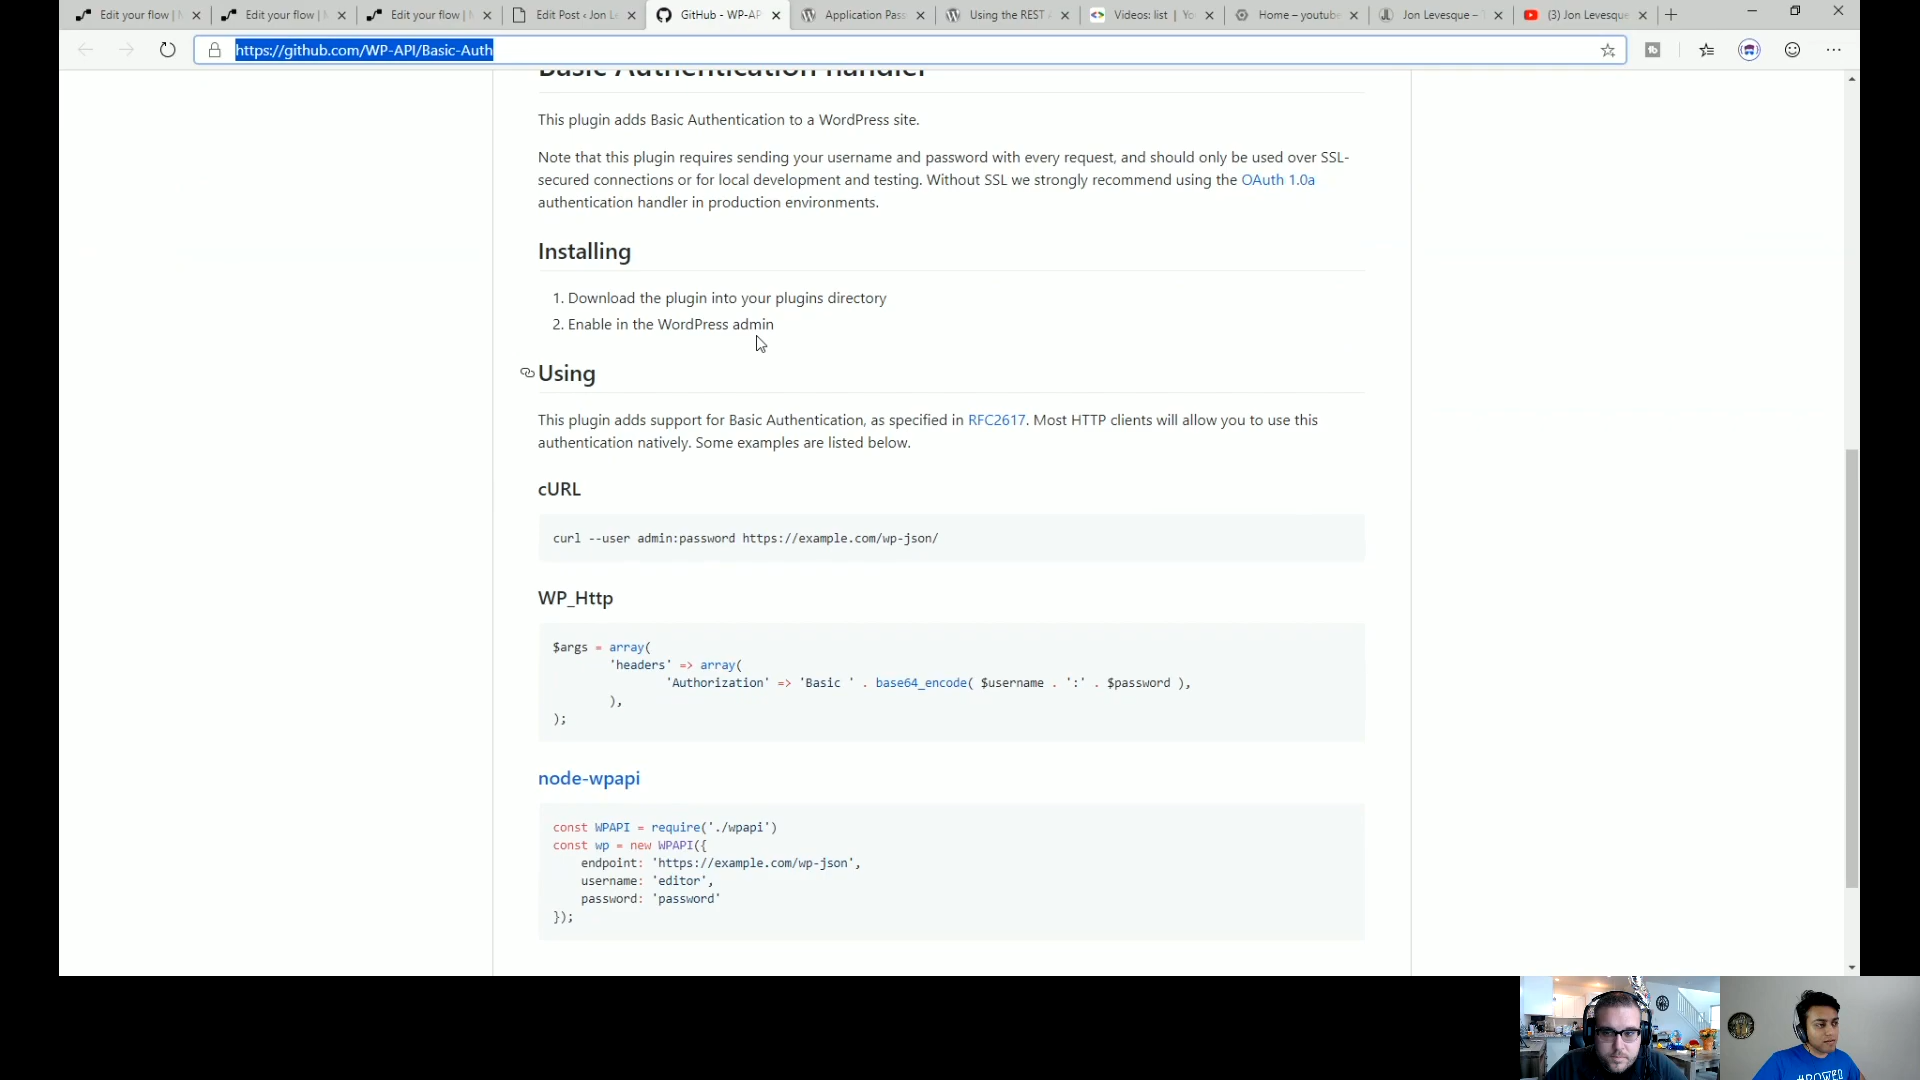 Edit your flow |
Edit your flow |
Edit your flow |
Edit Post ‹ Jon Le
GitHub - WP-AP
Application Pass
Using the REST A
Videos: list | Yo
Home – youtube
Jon Levesque –
(3) Jon Levesque
https://github.com/WP-API/Basic-Auth
Basic Authentication handler
This plugin adds Basic Authentication to a WordPress site.
Note that this plugin requires sending your username and password with every request, and should only be used over SSL-
secured connections or for local development and testing. Without SSL we strongly recommend using the OAuth 1.0a
authentication handler in production environments.
Installing
1. Download the plugin into your plugins directory
2. Enable in the WordPress admin
Using
This plugin adds support for Basic Authentication, as specified in RFC2617. Most HTTP clients will allow you to use this
authentication natively. Some examples are listed below.
cURL
curl --user admin:password https://example.com/wp-json/
WP_Http
$args = array(
'headers' => array(
'Authorization' => 'Basic ' . base64_encode( $username . ':' . $password ),
),
);
node-wpapi
const WPAPI = require('./wpapi')
const wp = new WPAPI({
endpoint: 'https://example.com/wp-json',
username: 'editor',
password: 'password'
});
#POWER